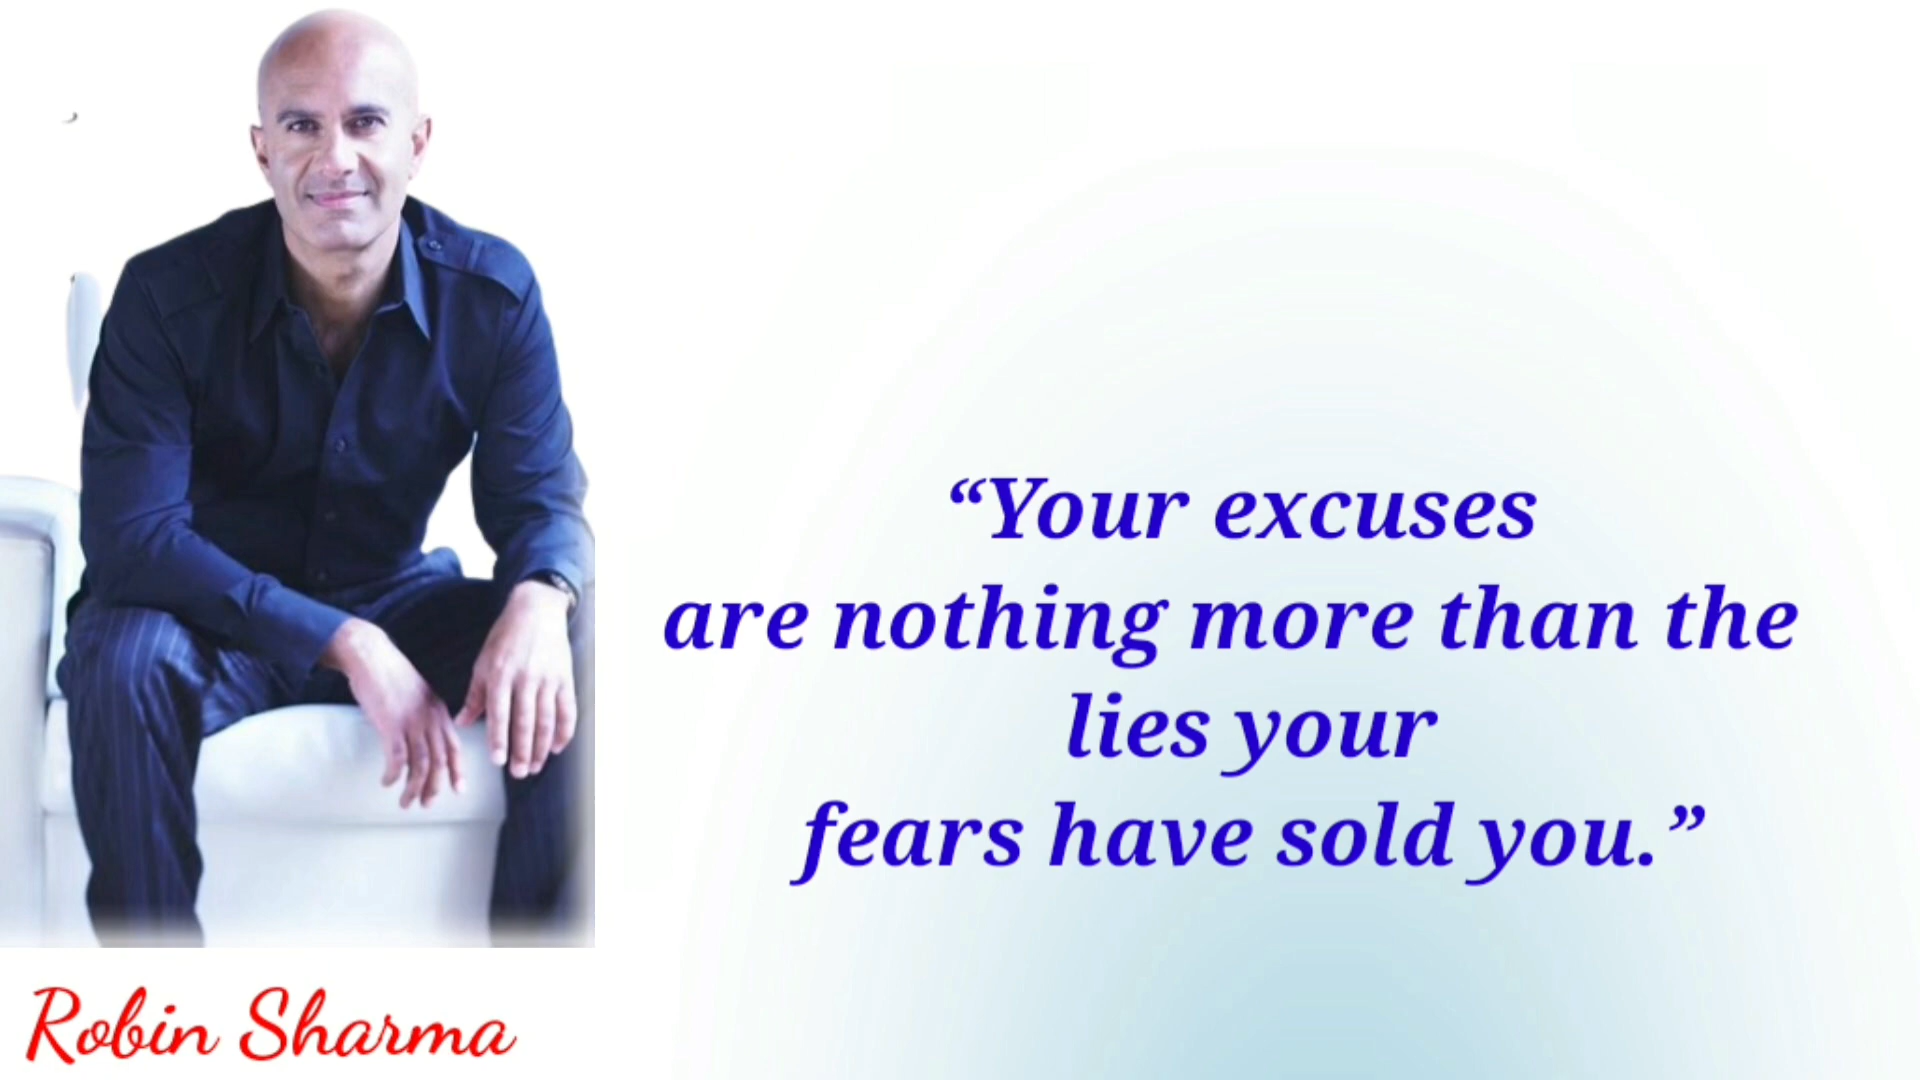 “Your excuses
are nothing more than the
lies your
fears have sold you.”
Robin Sharma